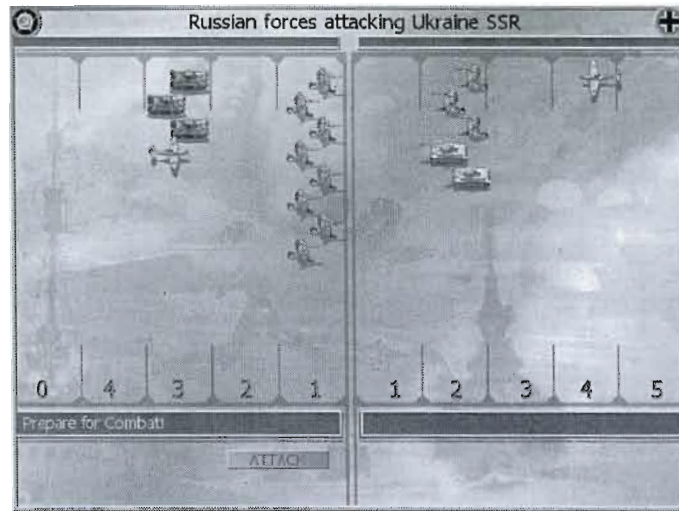 Russian forces attacking Ukraine SSR
0 4 3 2 1 1 2 3 4 5
Prepare for Combat!
ATTACK